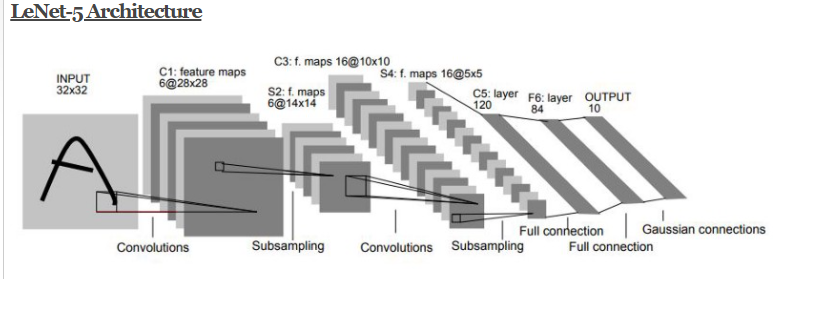 LeNet-5 Architecture
INPUT
32x32
C1: feature maps
6@28x28
C3: f. maps 16@10x10
S2: f. maps
6@14x14
S4: f. maps 16@5x5
C5: layer
120
F6: layer
84
OUTPUT
10
Convolutions
Subsampling
Convolutions
Subsampling
Full connection
Full connection
Gaussian connections